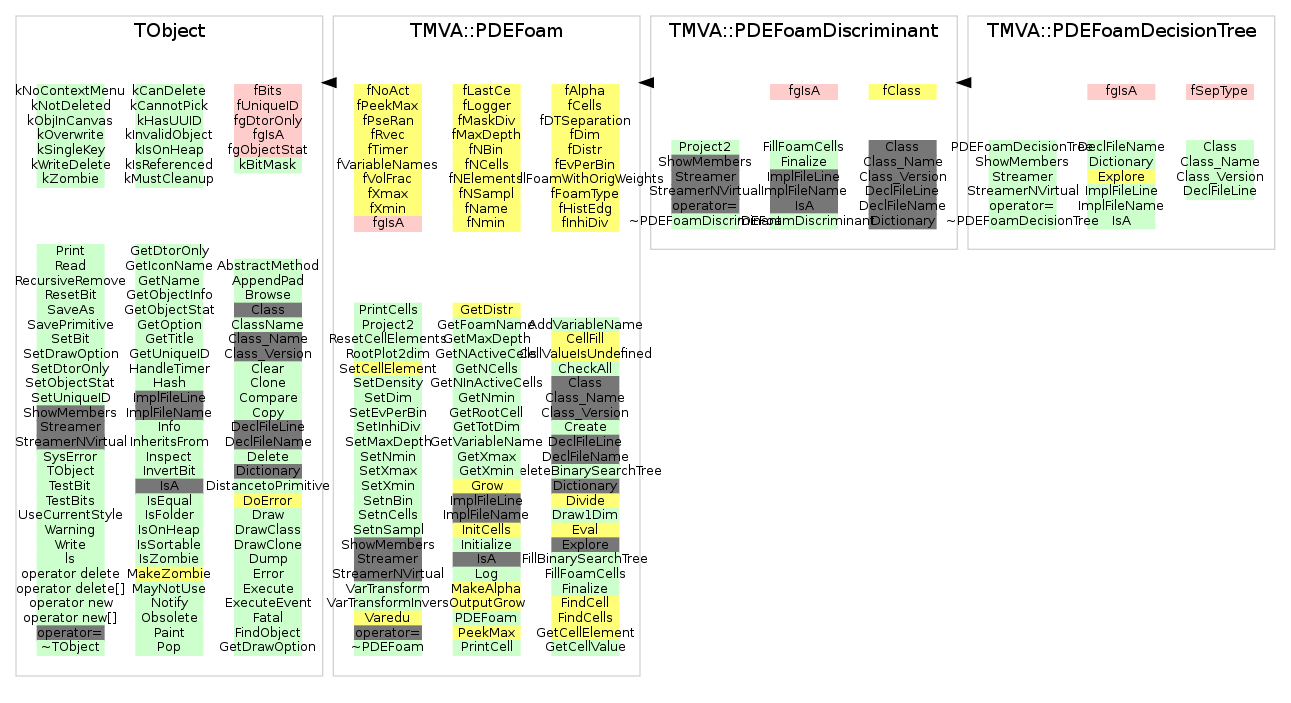 TObject
kNoContextMenu
kNotDeleted
kObjInCanvas
kOverwrite
kSingleKey
kWriteDelete
kZombie
kCanDelete
kCannotPick
kHasUUID
kInvalidObject
kIsOnHeap
kIsReferenced
kMustCleanup
fBits
fUniqueID
fgDtorOnly
fgIsA
fgObjectStat
kBitMask
Print
Read
RecursiveRemove
ResetBit
SaveAs
SavePrimitive
SetBit
SetDrawOption
SetDtorOnly
SetObjectStat
SetUniqueID
ShowMembers
Streamer
StreamerNVirtual
SysError
TObject
TestBit
TestBits
UseCurrentStyle
Warning
Write
ls
operator delete
operator delete[]
operator new
operator new[]
operator=
~TObject
GetDtorOnly
GetIconName
GetName
GetObjectInfo
GetObjectStat
GetOption
GetTitle
GetUniqueID
HandleTimer
Hash
ImplFileLine
ImplFileName
Info
InheritsFrom
Inspect
InvertBit
IsA
IsEqual
IsFolder
IsOnHeap
IsSortable
IsZombie
MakeZombie
MayNotUse
Notify
Obsolete
Paint
Pop
AbstractMethod
AppendPad
Browse
Class
ClassName
Class_Name
Class_Version
Clear
Clone
Compare
Copy
DeclFileLine
DeclFileName
Delete
Dictionary
DistancetoPrimitive
DoError
Draw
DrawClass
DrawClone
Dump
Error
Execute
ExecuteEvent
Fatal
FindObject
GetDrawOption
TMVA::PDEFoam
fNoAct
fPeekMax
fPseRan
fRvec
fTimer
fVariableNames
fVolFrac
fXmax
fXmin
fgIsA
fLastCe
fLogger
fMaskDiv
fMaxDepth
fNBin
fNCells
fNElements
fNSampl
fName
fNmin
fAlpha
fCells
fDTSeparation
fDim
fDistr
fEvPerBin
llFoamWithOrigWeights
fFoamType
fHistEdg
fInhiDiv
PrintCells
Project2
ResetCellElements
RootPlot2dim
SetCellElement
SetDensity
SetDim
SetEvPerBin
SetInhiDiv
SetMaxDepth
SetNmin
SetXmax
SetXmin
SetnBin
SetnCells
SetnSampl
ShowMembers
Streamer
StreamerNVirtual
VarTransform
VarTransformInvers
Varedu
operator=
~PDEFoam
GetDistr
GetFoamName
GetMaxDepth
GetNActiveCells
GetNCells
GetNInActiveCells
GetNmin
GetRootCell
GetTotDim
GetVariableName
GetXmax
GetXmin
Grow
ImplFileLine
ImplFileName
InitCells
Initialize
IsA
Log
MakeAlpha
OutputGrow
PDEFoam
PeekMax
PrintCell
AddVariableName
CellFill
CellValueIsUndefined
CheckAll
Class
Class_Name
Class_Version
Create
DeclFileLine
DeclFileName
eleteBinarySearchTree
Dictionary
Divide
Draw1Dim
Eval
Explore
FillBinarySearchTree
FillFoamCells
Finalize
FindCell
FindCells
GetCellElement
GetCellValue
TMVA::PDEFoamDiscriminant
fgIsA
fClass
Project2
ShowMembers
Streamer
StreamerNVirtual
operator=
~PDEFoamDiscriminant
FillFoamCells
Finalize
ImplFileLine
ImplFileName
IsA
PDEFoamDiscriminant
Class
Class_Name
Class_Version
DeclFileLine
DeclFileName
Dictionary
TMVA::PDEFoamDecisionTree
fgIsA
fSepType
PDEFoamDecisionTree
ShowMembers
Streamer
StreamerNVirtual
operator=
~PDEFoamDecisionTree
DeclFileName
Dictionary
Explore
ImplFileLine
ImplFileName
IsA
Class
Class_Name
Class_Version
DeclFileLine